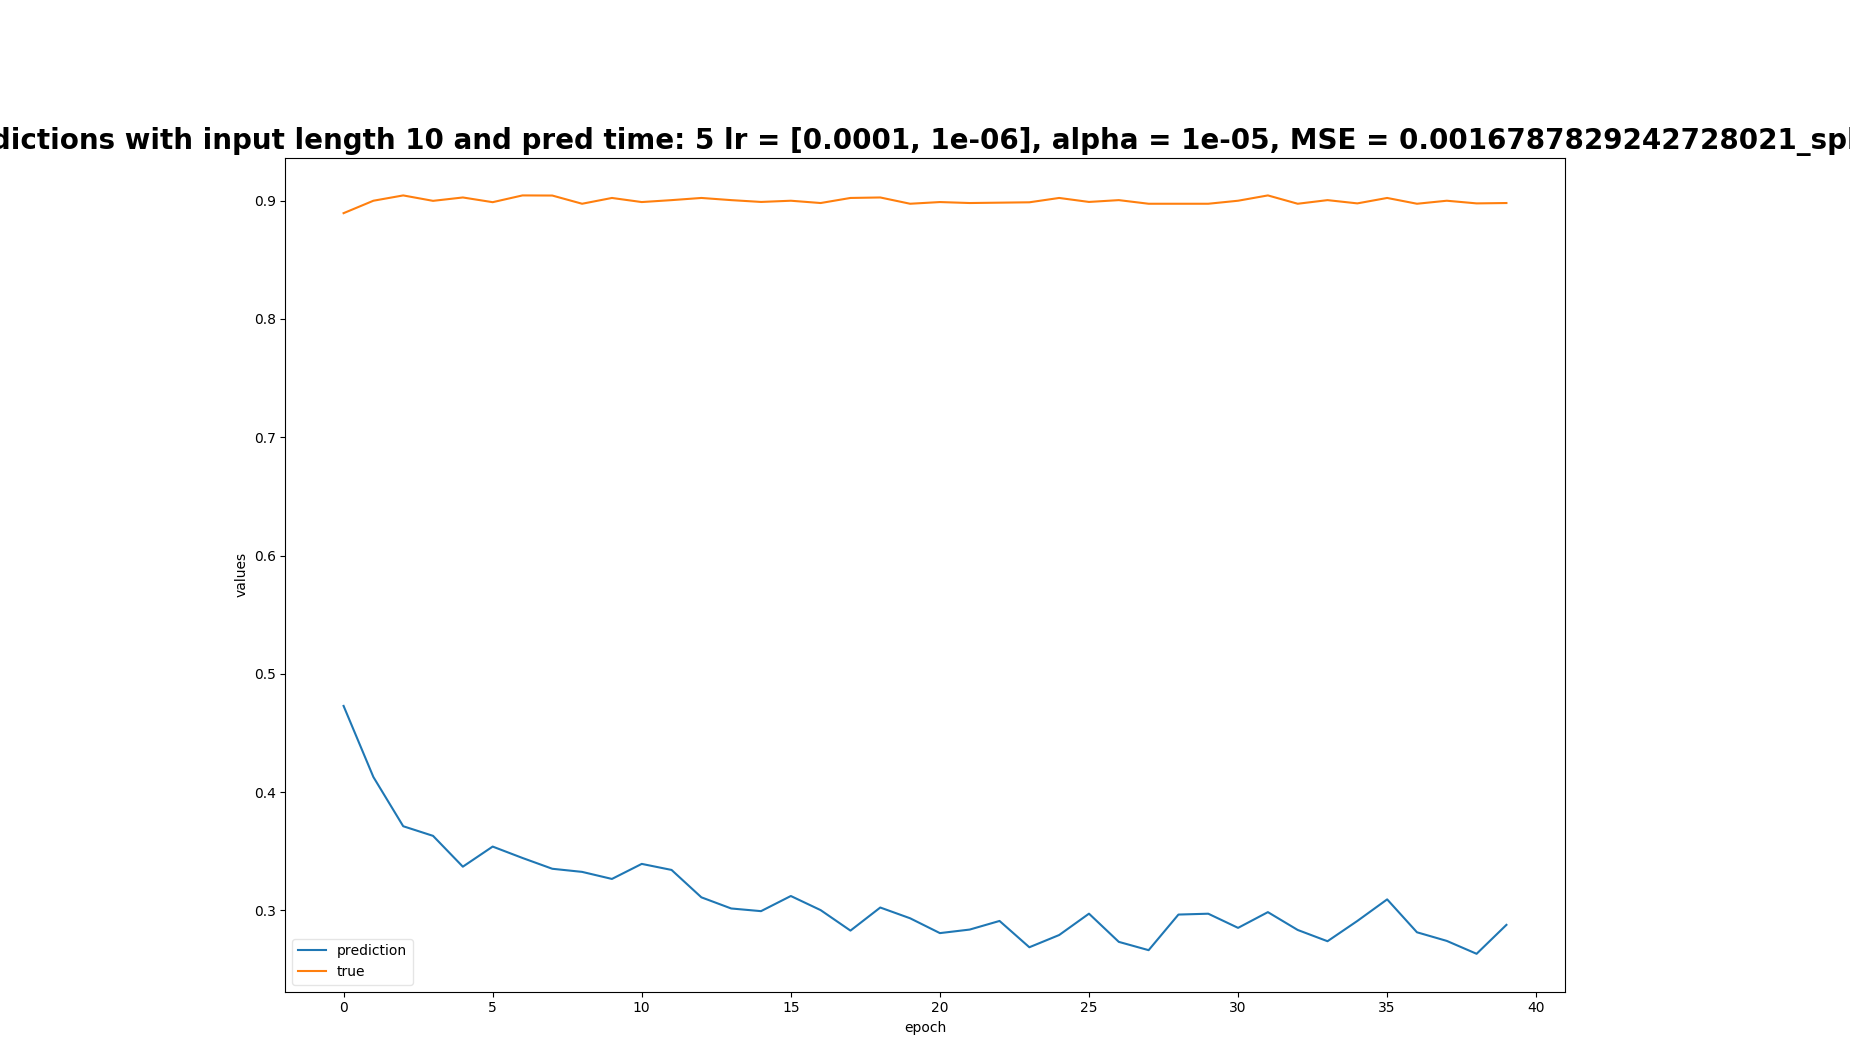 dictions with input length 10 and pred time: 5 lr = [0.0001, 1e-06], alpha = 1e-05, MSE = 0.0016787829242728021_spl
0.9
0.8
0.7
0.6
0.5
0.4
0.3
values
prediction
true
0 5 10 15 20 25 30 35 40
epoch